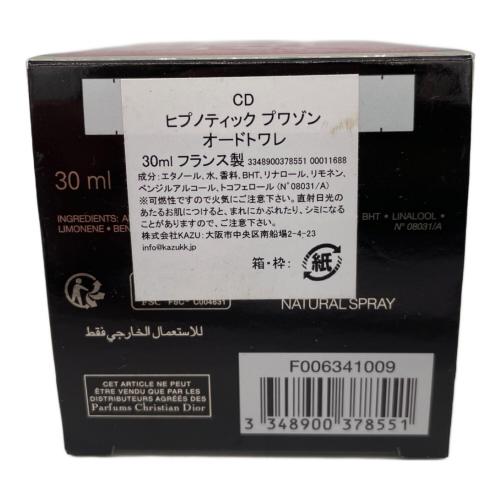 CD
ヒプノティック プワゾン
オードトワレ
30ml フランス製 3348900378551 00011688
成分:エタノール、水、香料、BHT、リナロール、リモネン、
ベンジルアルコール、トコフェロール (N°08031/A)
※可燃性ですので火気にご注意下さい。直射日光の
あたるお肌につけると、まれにかぶれたり、シミになる
ことがありますので、ご注意下さい。
株式会社KAZU:大阪市中央区南船場2-4-23
info@kazukk.jp
箱・枠: 紙
30 ml
INGREDIENTS:
BHT • LINALOOL •
LIMONENE • BEN
N° 08031/A
FSC FSC® C004631
NATURAL SPRAY
للاستعمال الخارجي فقط
CET ARTICLE NE PEUT
ÊTRE VENDU QUE PAR LES
DISTRIBUTEURS AGRÉÉS DES
Parfums Christian Dior
F006341009
3 348900 378551